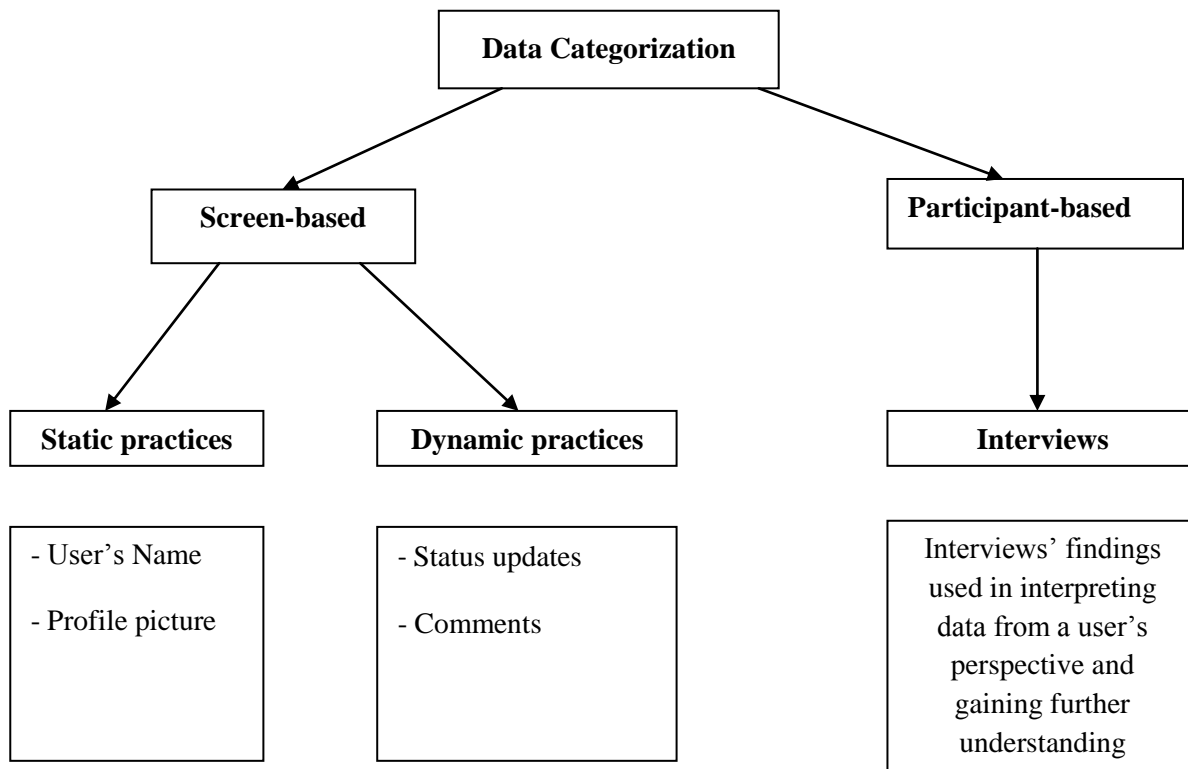 Data Categorization
Screen-based
Participant-based
Static practices
Dynamic practices
Interviews
- User’s Name
- Profile picture
- Status updates
- Comments
Interviews’ findings
used in interpreting
data from a user’s
perspective and
gaining further
understanding